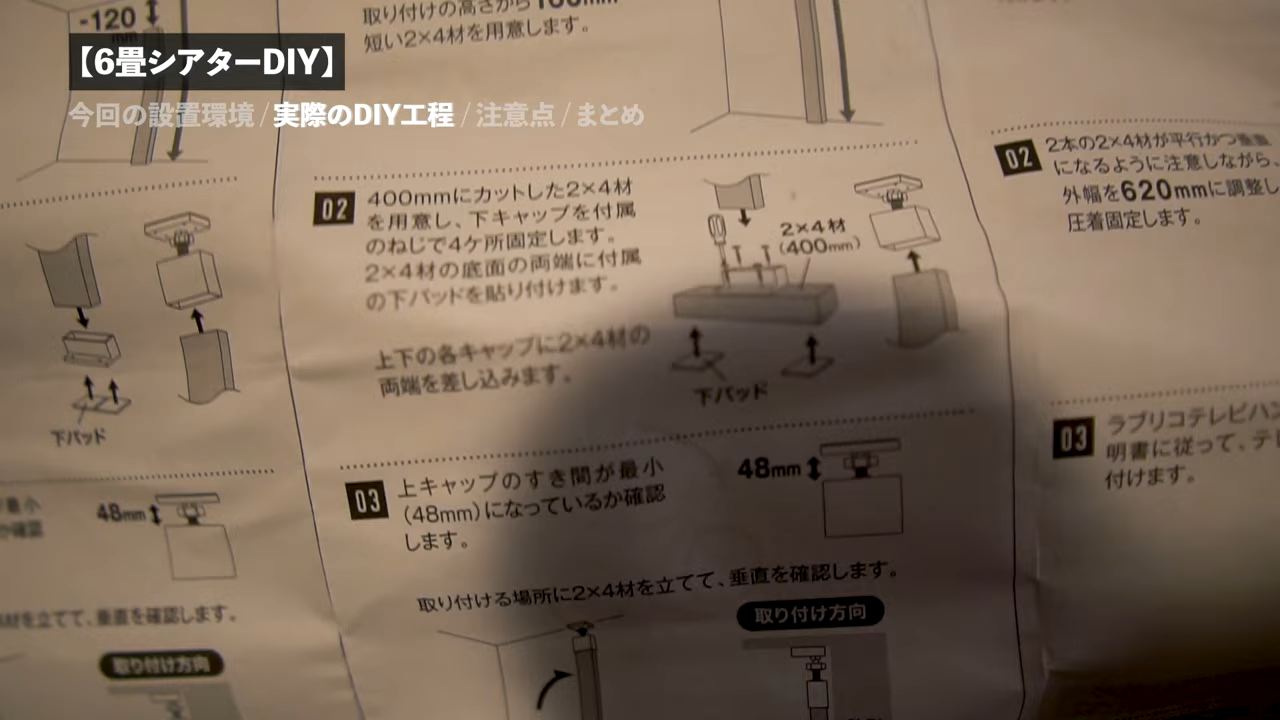 【6畳シアターDIY】
今回の設置環境/実際のDIY工程/注意点/まとめ
-120
mm
下パッド
48mm
材を立てて、垂直を確認します。
取り付け方向
短い2×4材を用意します。
02
400mmにカットした2×4材
を用意し、下キャップを付属
のねじで4ケ所固定します。
2×4材の底面の両端に付属
の下パッドを貼り付けます。
上下の各キャップに2×4材の
両端を差し込みます。
2×4材
(400mm)
下パッド
03
上キャップのすき間が最小
(48mm)になっているか確認
します。
48mm
取り付ける場所に2×4材を立てて、垂直を確認します。
取り付け方向
02
2本の2×4材が平行かつ垂直
になるように注意しながら、
外幅を620mmに調整し
圧着固定します。
03
ラブリコテレビハン
明書に従って、テ
付けます。